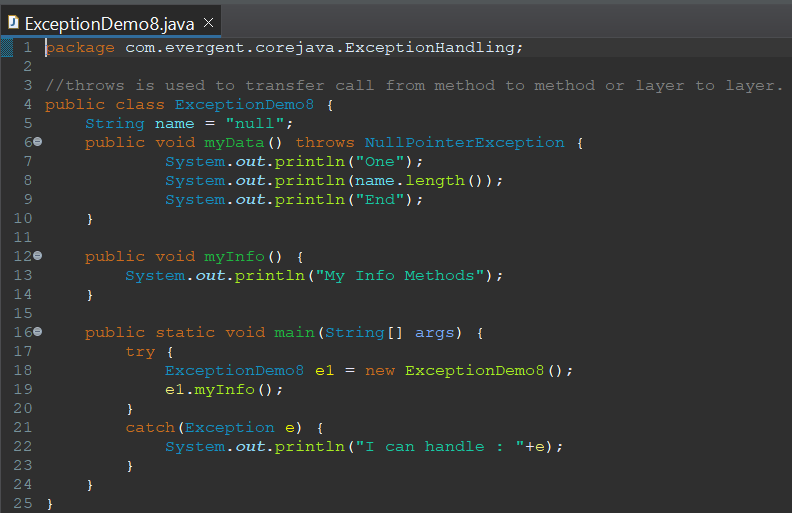 ExceptionDemo8.java
1 package com.evergent.corejava.ExceptionHandling;
2
3 //throws is used to transfer call from method to method or layer to layer.
4 public class ExceptionDemo8 {
5     String name = "null";
6     public void myData() throws NullPointerException {
7             System.out.println("One");
8             System.out.println(name.length());
9             System.out.println("End");
10     }
11
12     public void myInfo() {
13         System.out.println("My Info Methods");
14     }
15
16     public static void main(String[] args) {
17         try {
18             ExceptionDemo8 e1 = new ExceptionDemo8();
19             e1.myInfo();
20         }
21         catch(Exception e) {
22             System.out.println("I can handle : "+e);
23         }
24     }
25 }